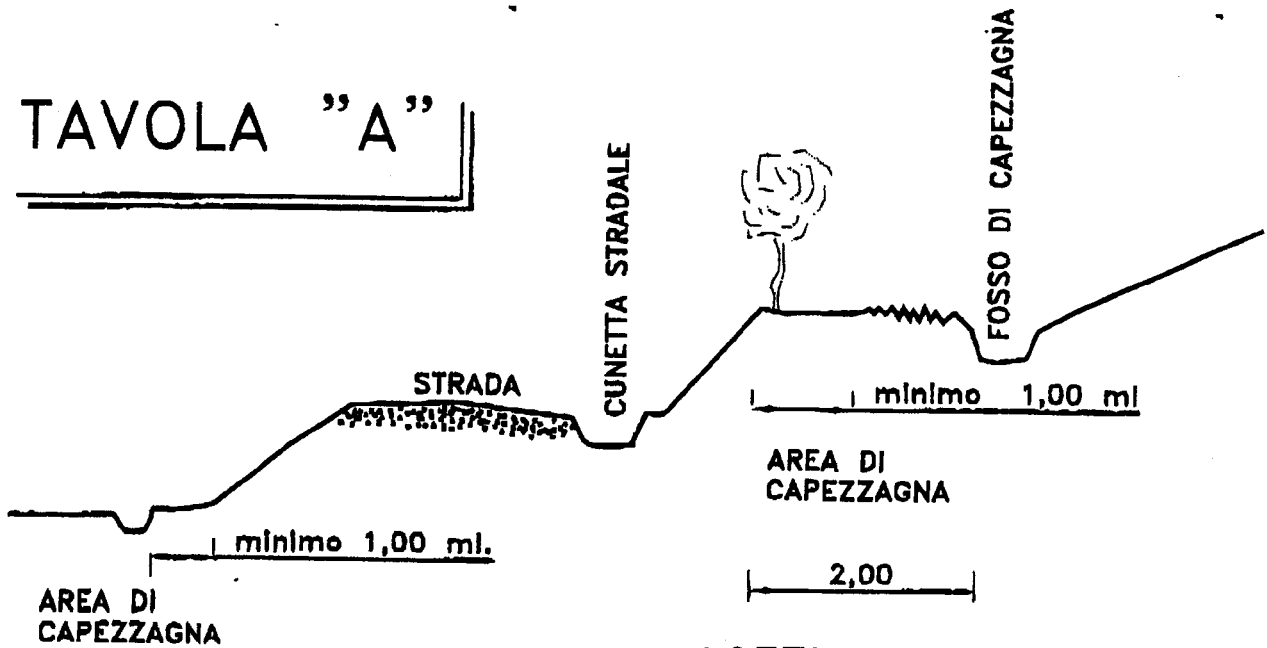 TAVOLA "A"
FOSSO DI CAPEZZAGNA
CUNETTA STRADALE
STRADA
minimo 1,00 ml
AREA DI
CAPEZZAGNA
minimo 1,00 ml.
2,00
AREA DI
CAPEZZAGNA